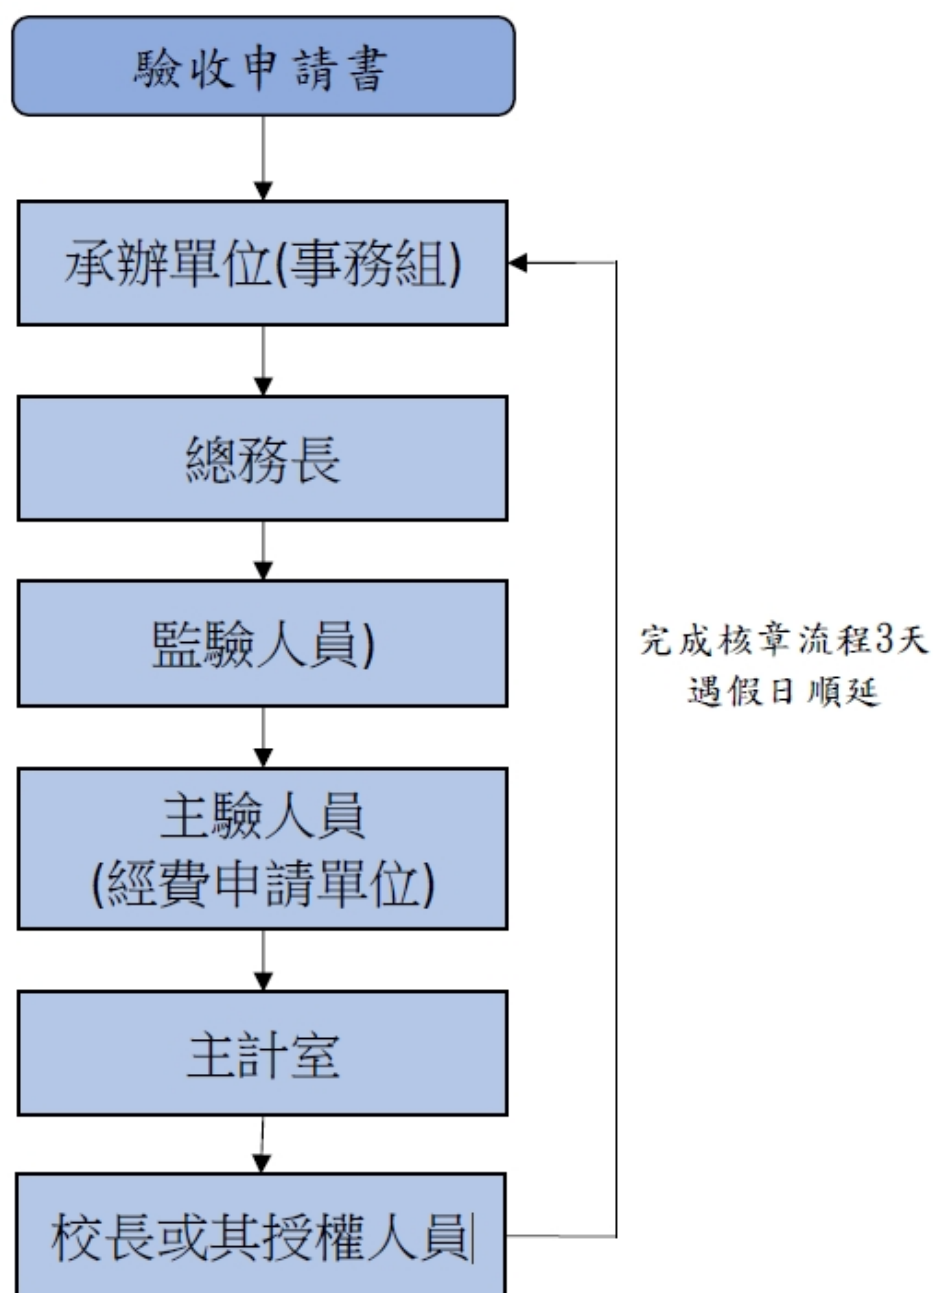 驗收申請書
承辦單位(事務組)
總務長
監驗人員)
主驗人員
(經費申請單位)
主計室
校長或其授權人員
完成核章流程3天
遇假日順延